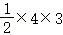 1/2 × 4 × 3